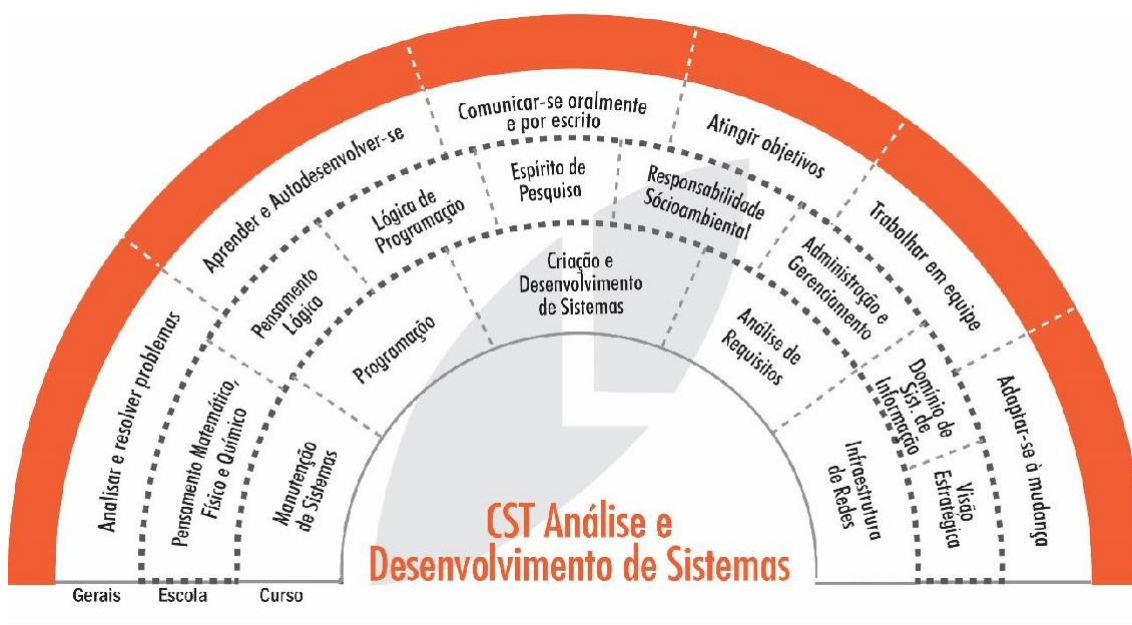 Analisar e resolver problemas
Aprender e Autodesenvolver-se
Comunicar-se oralmente
e por escrito
Atingir objetivos
Trabalhar em equipe
Adaptar-se à mudança
Pensamento Matemático,
Físico e Químico
Pensamento
Lógico
Lógica de
Programação
Espírito de
Pesquisa
Responsabilidade
Sócioambiental
Administração e
Gerenciamento
Domínio de
Sist. de
Informação
Visão
Estratégica
Manutenção
de Sistemas
Programação
Criação e
Desenvolvimento
de Sistemas
Análise de
Requisitos
Infraestrutura
de Redes
CST Análise e
Desenvolvimento de Sistemas
Gerais
Escola
Curso